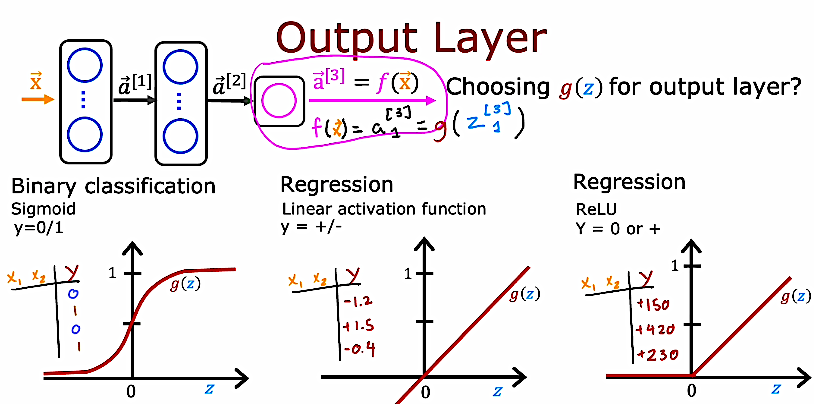 Output Layer
x⃗
a⃗[1]
a⃗[2]
a⃗[3] = f(x⃗)
Choosing g(z) for output layer?
f(x⃗) = a₁[3] = g(z₁[3])
Binary classification
Sigmoid
y=0/1
x₁ x₂ Y
0
1
0
1
1
g(z)
0
z
Regression
Linear activation function
y = +/-
x₁ x₂ Y
-1.2
+1.5
-0.4
1
g(z)
0
z
Regression
ReLU
Y = 0 or +
x₁ x₂ Y
+150
+420
+230
1
g(z)
0
z